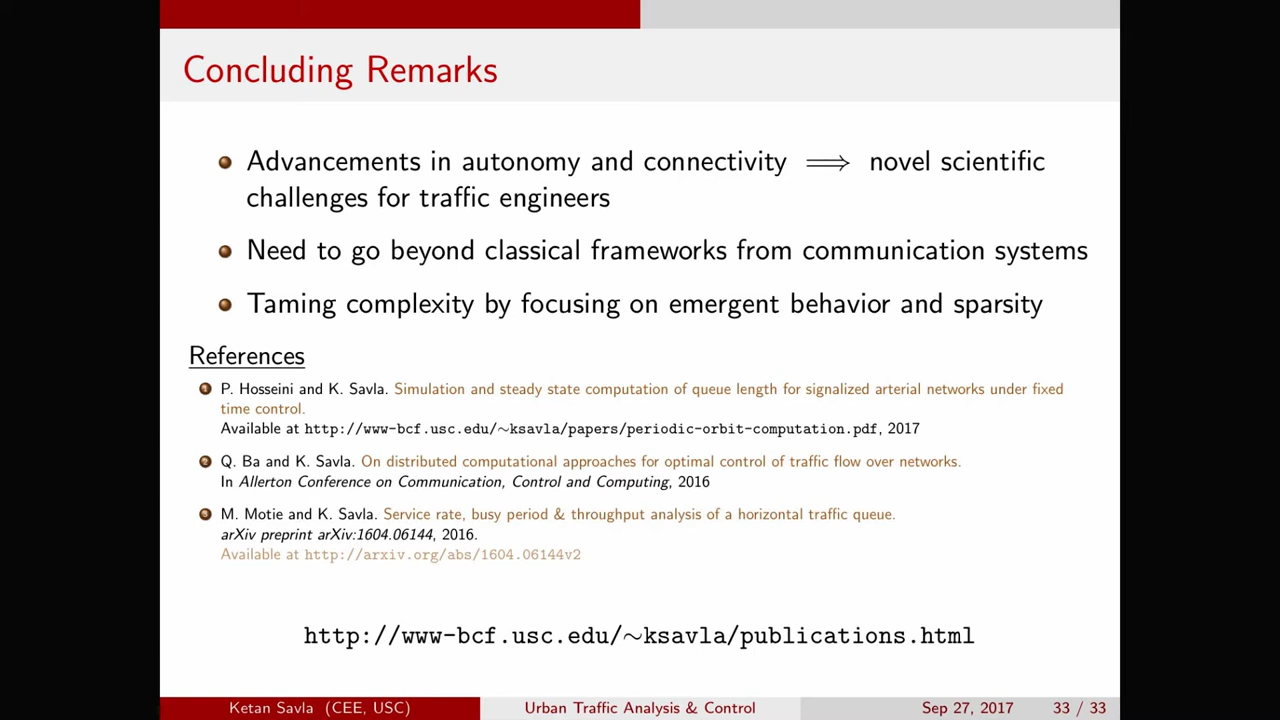 Concluding Remarks
Advancements in autonomy and connectivity ⟹ novel scientific
challenges for traffic engineers
Need to go beyond classical frameworks from communication systems
Taming complexity by focusing on emergent behavior and sparsity
References
1 P. Hosseini and K. Savla. Simulation and steady state computation of queue length for signalized arterial networks under fixed
time control.
Available at http://www-bcf.usc.edu/~ksavla/papers/periodic-orbit-computation.pdf, 2017
2 Q. Ba and K. Savla. On distributed computational approaches for optimal control of traffic flow over networks.
In Allerton Conference on Communication, Control and Computing, 2016
3 M. Motie and K. Savla. Service rate, busy period & throughput analysis of a horizontal traffic queue.
arXiv preprint arXiv:1604.06144, 2016.
Available at http://arxiv.org/abs/1604.06144v2
http://www-bcf.usc.edu/~ksavla/publications.html
Ketan Savla (CEE, USC) Urban Traffic Analysis & Control Sep 27, 2017 33 / 33